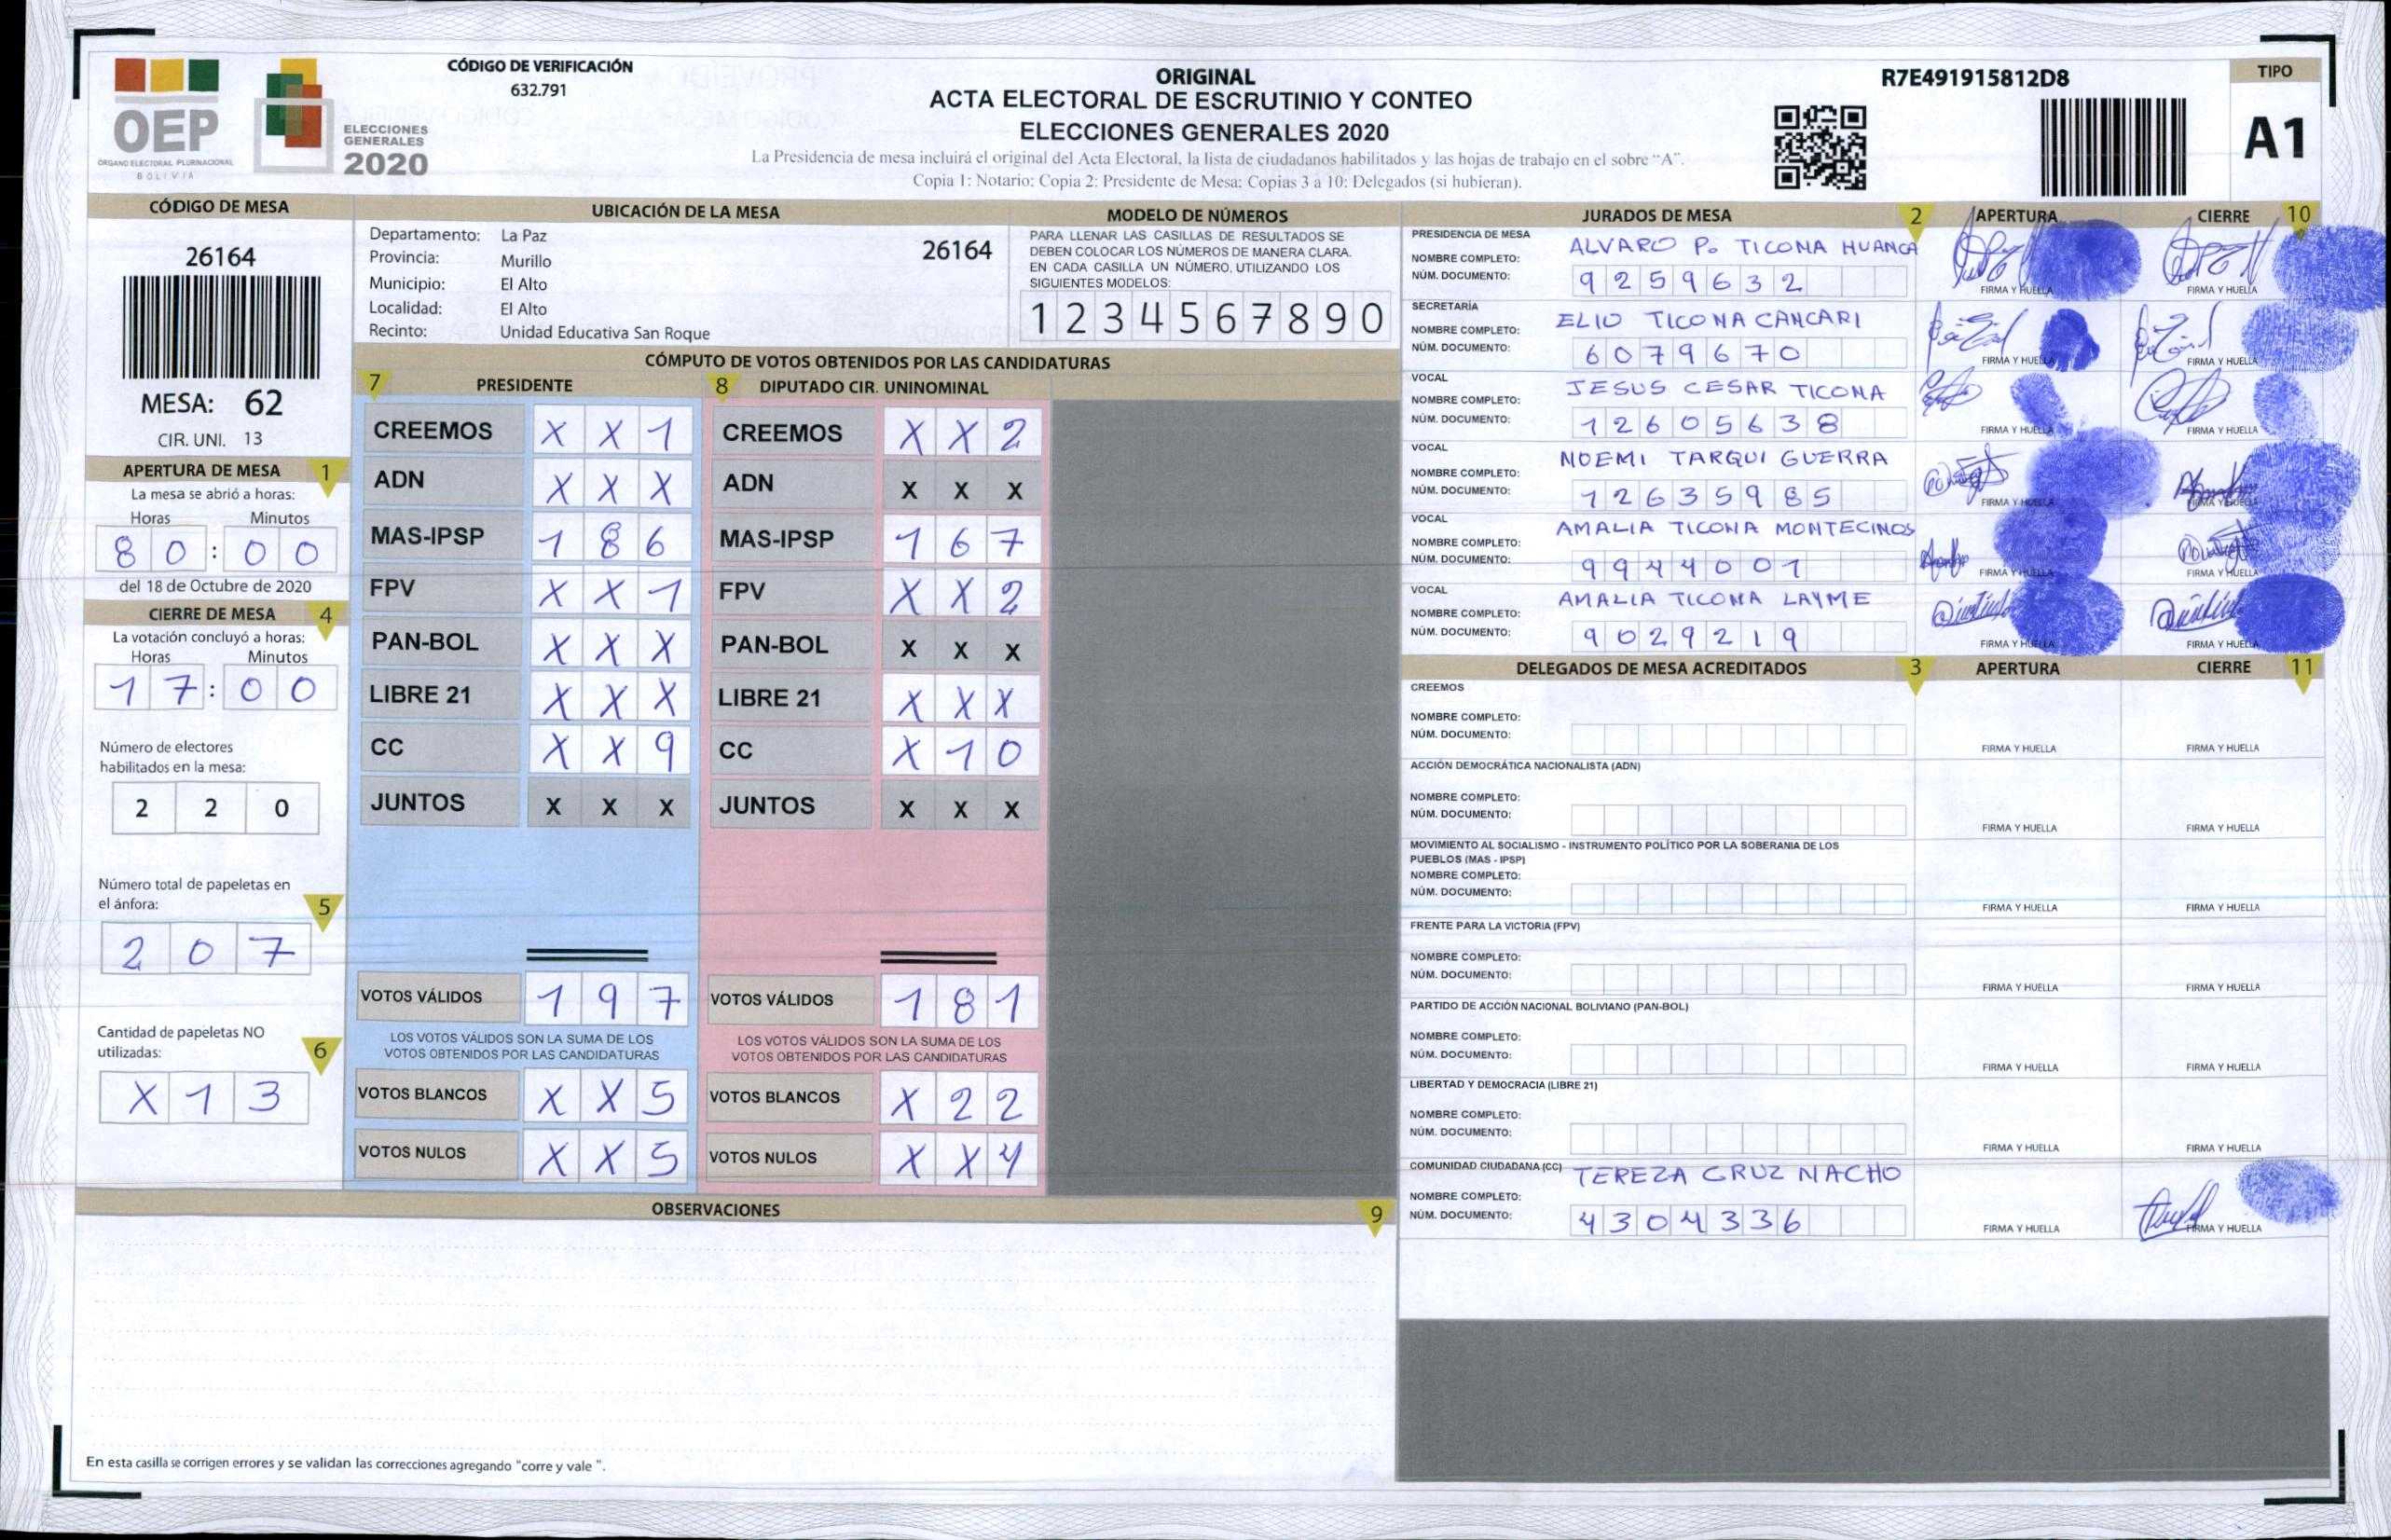 OEP
ÓRGANO ELECTORAL PLURINACIONAL
BOLIVIA
ELECCIONES
GENERALES
2020
CÓDIGO DE VERIFICACIÓN
632.791
ORIGINAL
ACTA ELECTORAL DE ESCRUTINIO Y CONTEO
ELECCIONES GENERALES 2020
La Presidencia de mesa incluirá el original del Acta Electoral, la lista de ciudadanos habilitados y las hojas de trabajo en el sobre "A".
Copia 1: Notario: Copia 2: Presidente de Mesa: Copias 3 a 10: Delegados (si hubieran).
R7E491915812D8
TIPO
A1
CÓDIGO DE MESA
26164
MESA: 62
CIR. UNI. 13
APERTURA DE MESA 1
La mesa se abrió a horas:
Horas Minutos
8 0 : 0 0
del 18 de Octubre de 2020
CIERRE DE MESA 4
La votación concluyó a horas:
Horas Minutos
1 7 : 0 0
Número de electores
habilitados en la mesa:
2 2 0
Número total de papeletas en
el ánfora: 5
2 0 7
Cantidad de papeletas NO
utilizadas: 6
X 1 3
UBICACIÓN DE LA MESA
Departamento: La Paz
26164
Provincia: Murillo
Municipio: El Alto
Localidad: El Alto
Recinto: Unidad Educativa San Roque
MODELO DE NÚMEROS
PARA LLENAR LAS CASILLAS DE RESULTADOS SE
DEBEN COLOCAR LOS NÚMEROS DE MANERA CLARA.
EN CADA CASILLA UN NÚMERO, UTILIZANDO LOS
SIGUIENTES MODELOS:
1 2 3 4 5 6 7 8 9 0
CÓMPUTO DE VOTOS OBTENIDOS POR LAS CANDIDATURAS
7 PRESIDENTE
CREEMOS X X 1
ADN X X X
MAS-IPSP 1 8 6
FPV X X 1
PAN-BOL X X X
LIBRE 21 X X X
CC X X 9
JUNTOS X X X
VOTOS VÁLIDOS 1 9 7
LOS VOTOS VÁLIDOS SON LA SUMA DE LOS
VOTOS OBTENIDOS POR LAS CANDIDATURAS
VOTOS BLANCOS X X 5
VOTOS NULOS X X 5
8 DIPUTADO CIR. UNINOMINAL
CREEMOS X X 2
ADN X X X
MAS-IPSP 1 6 7
FPV X X 2
PAN-BOL X X X
LIBRE 21 X X X
CC X 1 0
JUNTOS X X X
VOTOS VÁLIDOS 1 8 1
LOS VOTOS VÁLIDOS SON LA SUMA DE LOS
VOTOS OBTENIDOS POR LAS CANDIDATURAS
VOTOS BLANCOS X 2 2
VOTOS NULOS X X 4
OBSERVACIONES 9
En esta casilla se corrigen errores y se validan las correcciones agregando "corre y vale ".
JURADOS DE MESA 2 APERTURA CIERRE 10
PRESIDENCIA DE MESA
NOMBRE COMPLETO: ALVARO P. TICONA HUANCA
NÚM. DOCUMENTO: 9259632
FIRMA Y HUELLA FIRMA Y HUELLA
SECRETARÍA
NOMBRE COMPLETO: ELIO TICONA CANCARI
NÚM. DOCUMENTO: 6079670
FIRMA Y HUELLA FIRMA Y HUELLA
VOCAL
NOMBRE COMPLETO: JESUS CESAR TICONA
NÚM. DOCUMENTO: 12605638
FIRMA Y HUELLA FIRMA Y HUELLA
VOCAL
NOMBRE COMPLETO: NOEMI TARQUI GUERRA
NÚM. DOCUMENTO: 12635985
FIRMA Y HUELLA FIRMA Y HUELLA
VOCAL
NOMBRE COMPLETO: AMALIA TICONA MONTECINOS
NÚM. DOCUMENTO: 9944001
FIRMA Y HUELLA FIRMA Y HUELLA
VOCAL
NOMBRE COMPLETO: AMALIA TICONA LAYME
NÚM. DOCUMENTO: 9029219
FIRMA Y HUELLA FIRMA Y HUELLA
DELEGADOS DE MESA ACREDITADOS 3 APERTURA CIERRE 11
CREEMOS
NOMBRE COMPLETO:
NÚM. DOCUMENTO:
FIRMA Y HUELLA FIRMA Y HUELLA
ACCIÓN DEMOCRÁTICA NACIONALISTA (ADN)
NOMBRE COMPLETO:
NÚM. DOCUMENTO:
FIRMA Y HUELLA FIRMA Y HUELLA
MOVIMIENTO AL SOCIALISMO - INSTRUMENTO POLÍTICO POR LA SOBERANIA DE LOS
PUEBLOS (MAS - IPSP)
NOMBRE COMPLETO:
NÚM. DOCUMENTO:
FIRMA Y HUELLA FIRMA Y HUELLA
FRENTE PARA LA VICTORIA (FPV)
NOMBRE COMPLETO:
NÚM. DOCUMENTO:
FIRMA Y HUELLA FIRMA Y HUELLA
PARTIDO DE ACCIÓN NACIONAL BOLIVIANO (PAN-BOL)
NOMBRE COMPLETO:
NÚM. DOCUMENTO:
FIRMA Y HUELLA FIRMA Y HUELLA
LIBERTAD Y DEMOCRACIA (LIBRE 21)
NOMBRE COMPLETO:
NÚM. DOCUMENTO:
FIRMA Y HUELLA FIRMA Y HUELLA
COMUNIDAD CIUDADANA (CC)
NOMBRE COMPLETO: TEREZA CRUZ NACHO
NÚM. DOCUMENTO: 4304336
FIRMA Y HUELLA FIRMA Y HUELLA